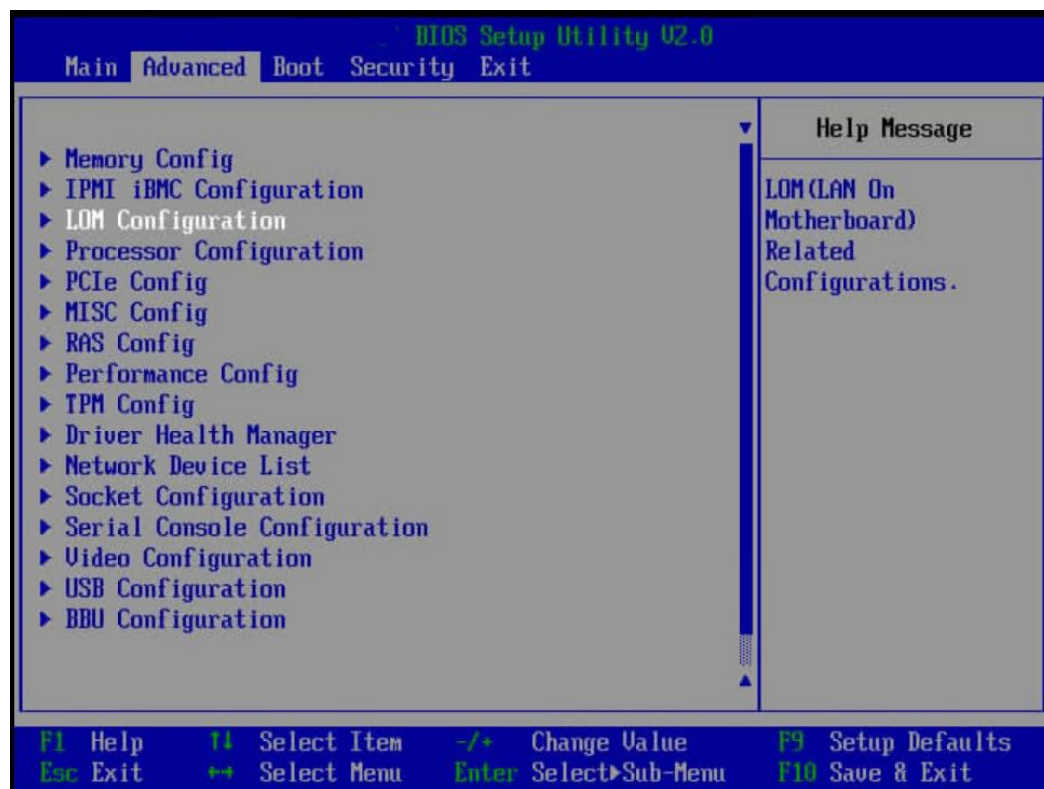 BIOS Setup Utility V2.0
Main Advanced Boot Security Exit
Help Message
▶ Memory Config
▶ IPMI iBMC Configuration
▶ LOM Configuration
▶ Processor Configuration
▶ PCIe Config
▶ MISC Config
▶ RAS Config
▶ Performance Config
▶ TPM Config
▶ Driver Health Manager
▶ Network Device List
▶ Socket Configuration
▶ Serial Console Configuration
▶ Video Configuration
▶ USB Configuration
▶ BBU Configuration
LOM(LAN On
Motherboard)
Related
Configurations.
F1 Help ↑↓ Select Item -/+ Change Value F9 Setup Defaults
Esc Exit ←→ Select Menu Enter Select▶Sub-Menu F10 Save & Exit